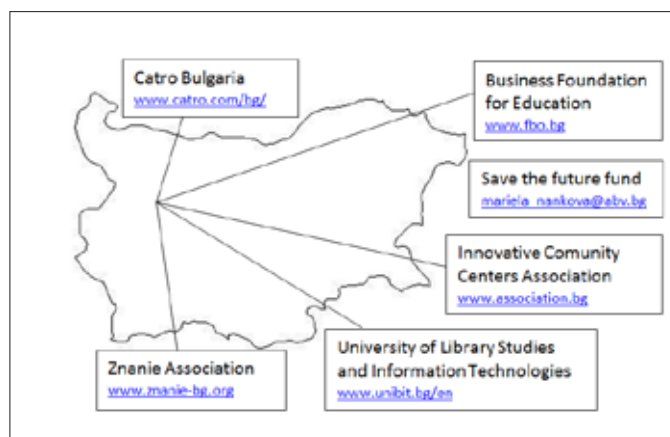 Catro Bulgaria
www.catro.com/bg/
Business Foundation
for Education
www.fbo.bg
Save the future fund
mariela_nankova@abv.bg
Innovative Comunity
Centers Association
www.association.bg
University of Library Studies
and Information Technologies
www.unibit.bg/en
Znanie Association
www.znanie-bg.org